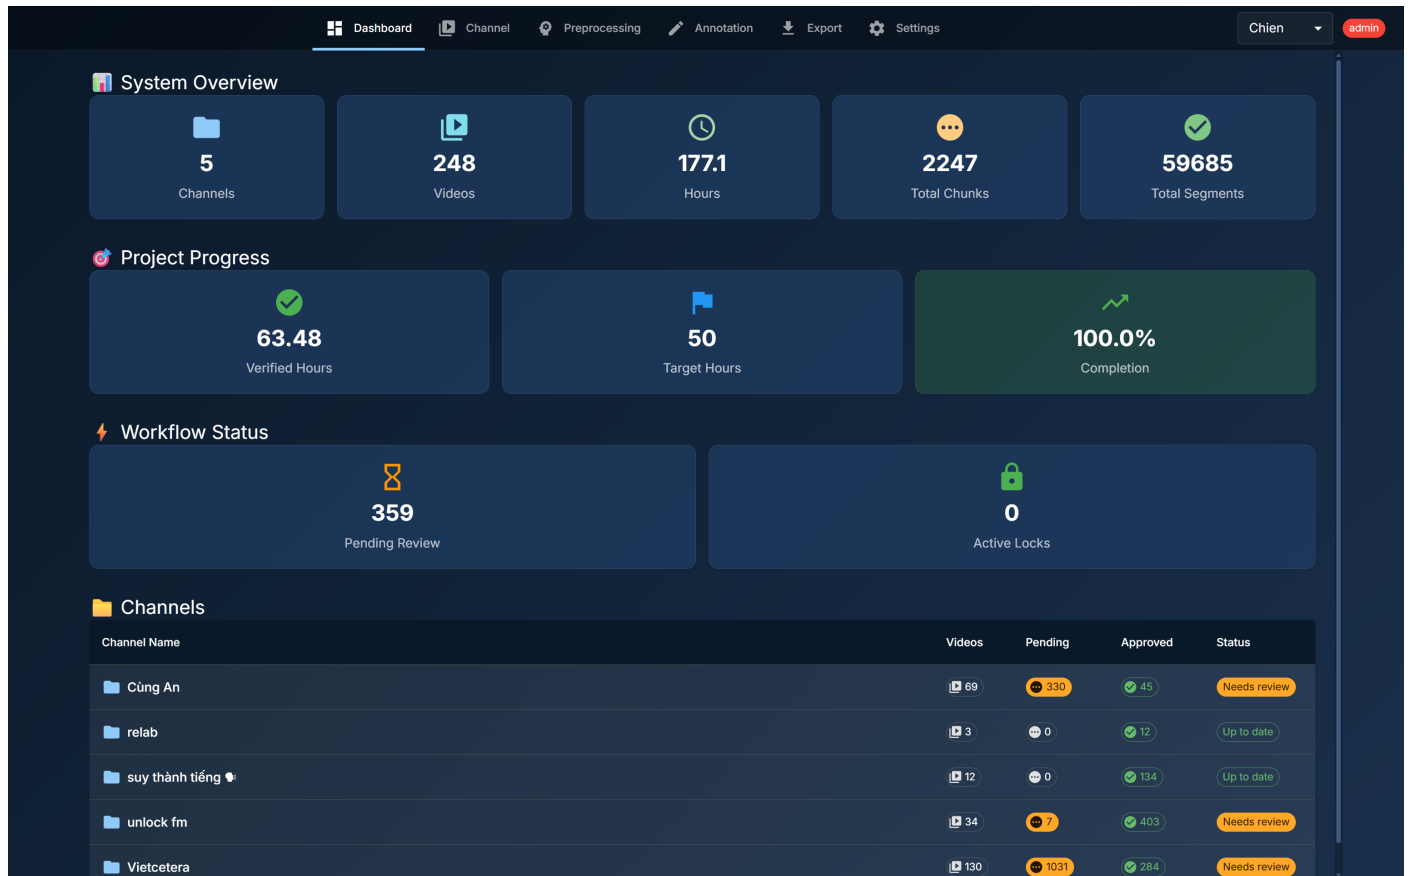 Dashboard Channel Preprocessing Annotation Export Settings Chien admin
System Overview
5 248 177.1 2247 59685
Channels Videos Hours Total Chunks Total Segments
Project Progress
63.48 50 100.0%
Verified Hours Target Hours Completion
Workflow Status
359 0
Pending Review Active Locks
Channels
Channel Name Videos Pending Approved Status
Cùng An 69 330 45 Needs review
relab 3 0 12 Up to date
suy thành tiếng 12 0 134 Up to date
unlock fm 34 7 403 Needs review
Vietcetera 130 1031 284 Needs review